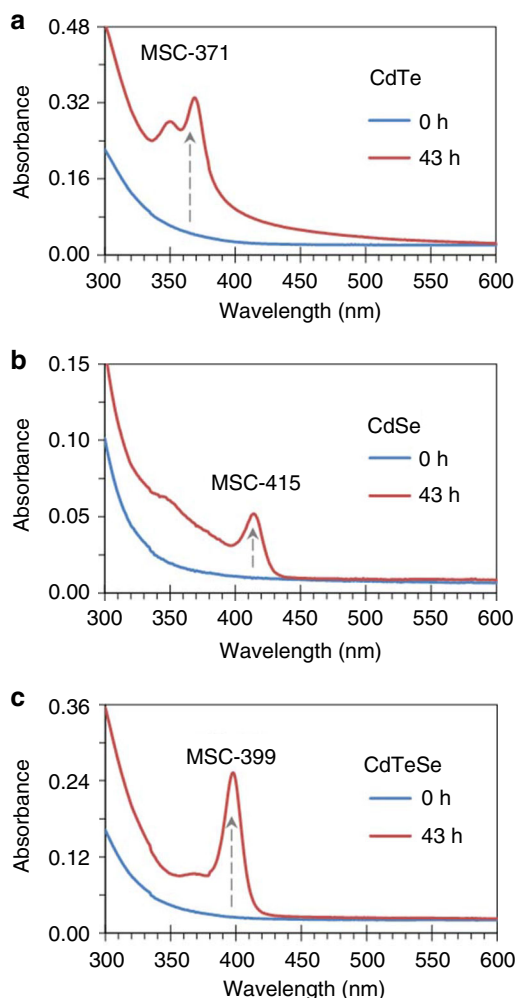 a
0.48
0.32
0.16
0.00
Absorbance
MSC-371
CdTe
0 h
43 h
300 350 400 450 500 550 600
Wavelength (nm)
b
0.15
0.10
0.05
0.00
Absorbance
MSC-415
CdSe
0 h
43 h
300 350 400 450 500 550 600
Wavelength (nm)
c
0.36
0.24
0.12
0.00
Absorbance
MSC-399
CdTeSe
0 h
43 h
300 350 400 450 500 550 600
Wavelength (nm)